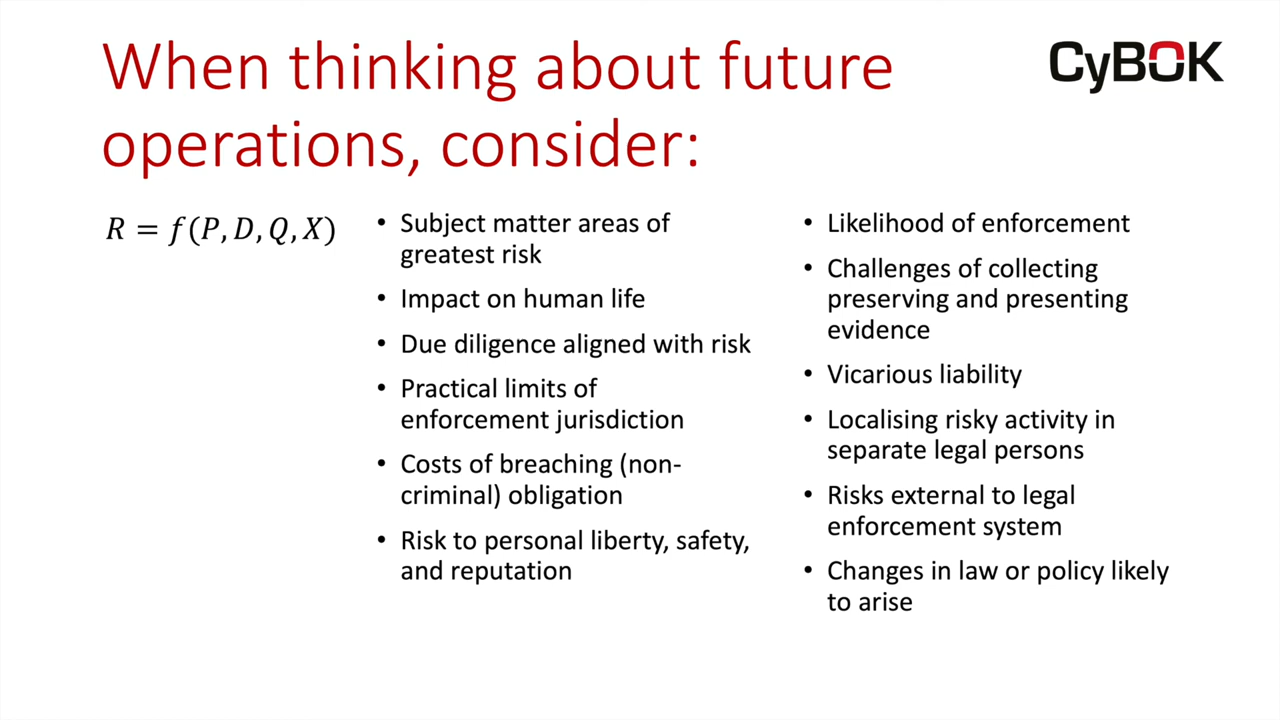 When thinking about future
operations, consider:
CyBOK
R = f(P, D, Q, X)
• Subject matter areas of
greatest risk
• Impact on human life
• Due diligence aligned with risk
• Practical limits of
enforcement jurisdiction
• Costs of breaching (non-
criminal) obligation
• Risk to personal liberty, safety,
and reputation
• Likelihood of enforcement
• Challenges of collecting
preserving and presenting
evidence
• Vicarious liability
• Localising risky activity in
separate legal persons
• Risks external to legal
enforcement system
• Changes in law or policy likely
to arise